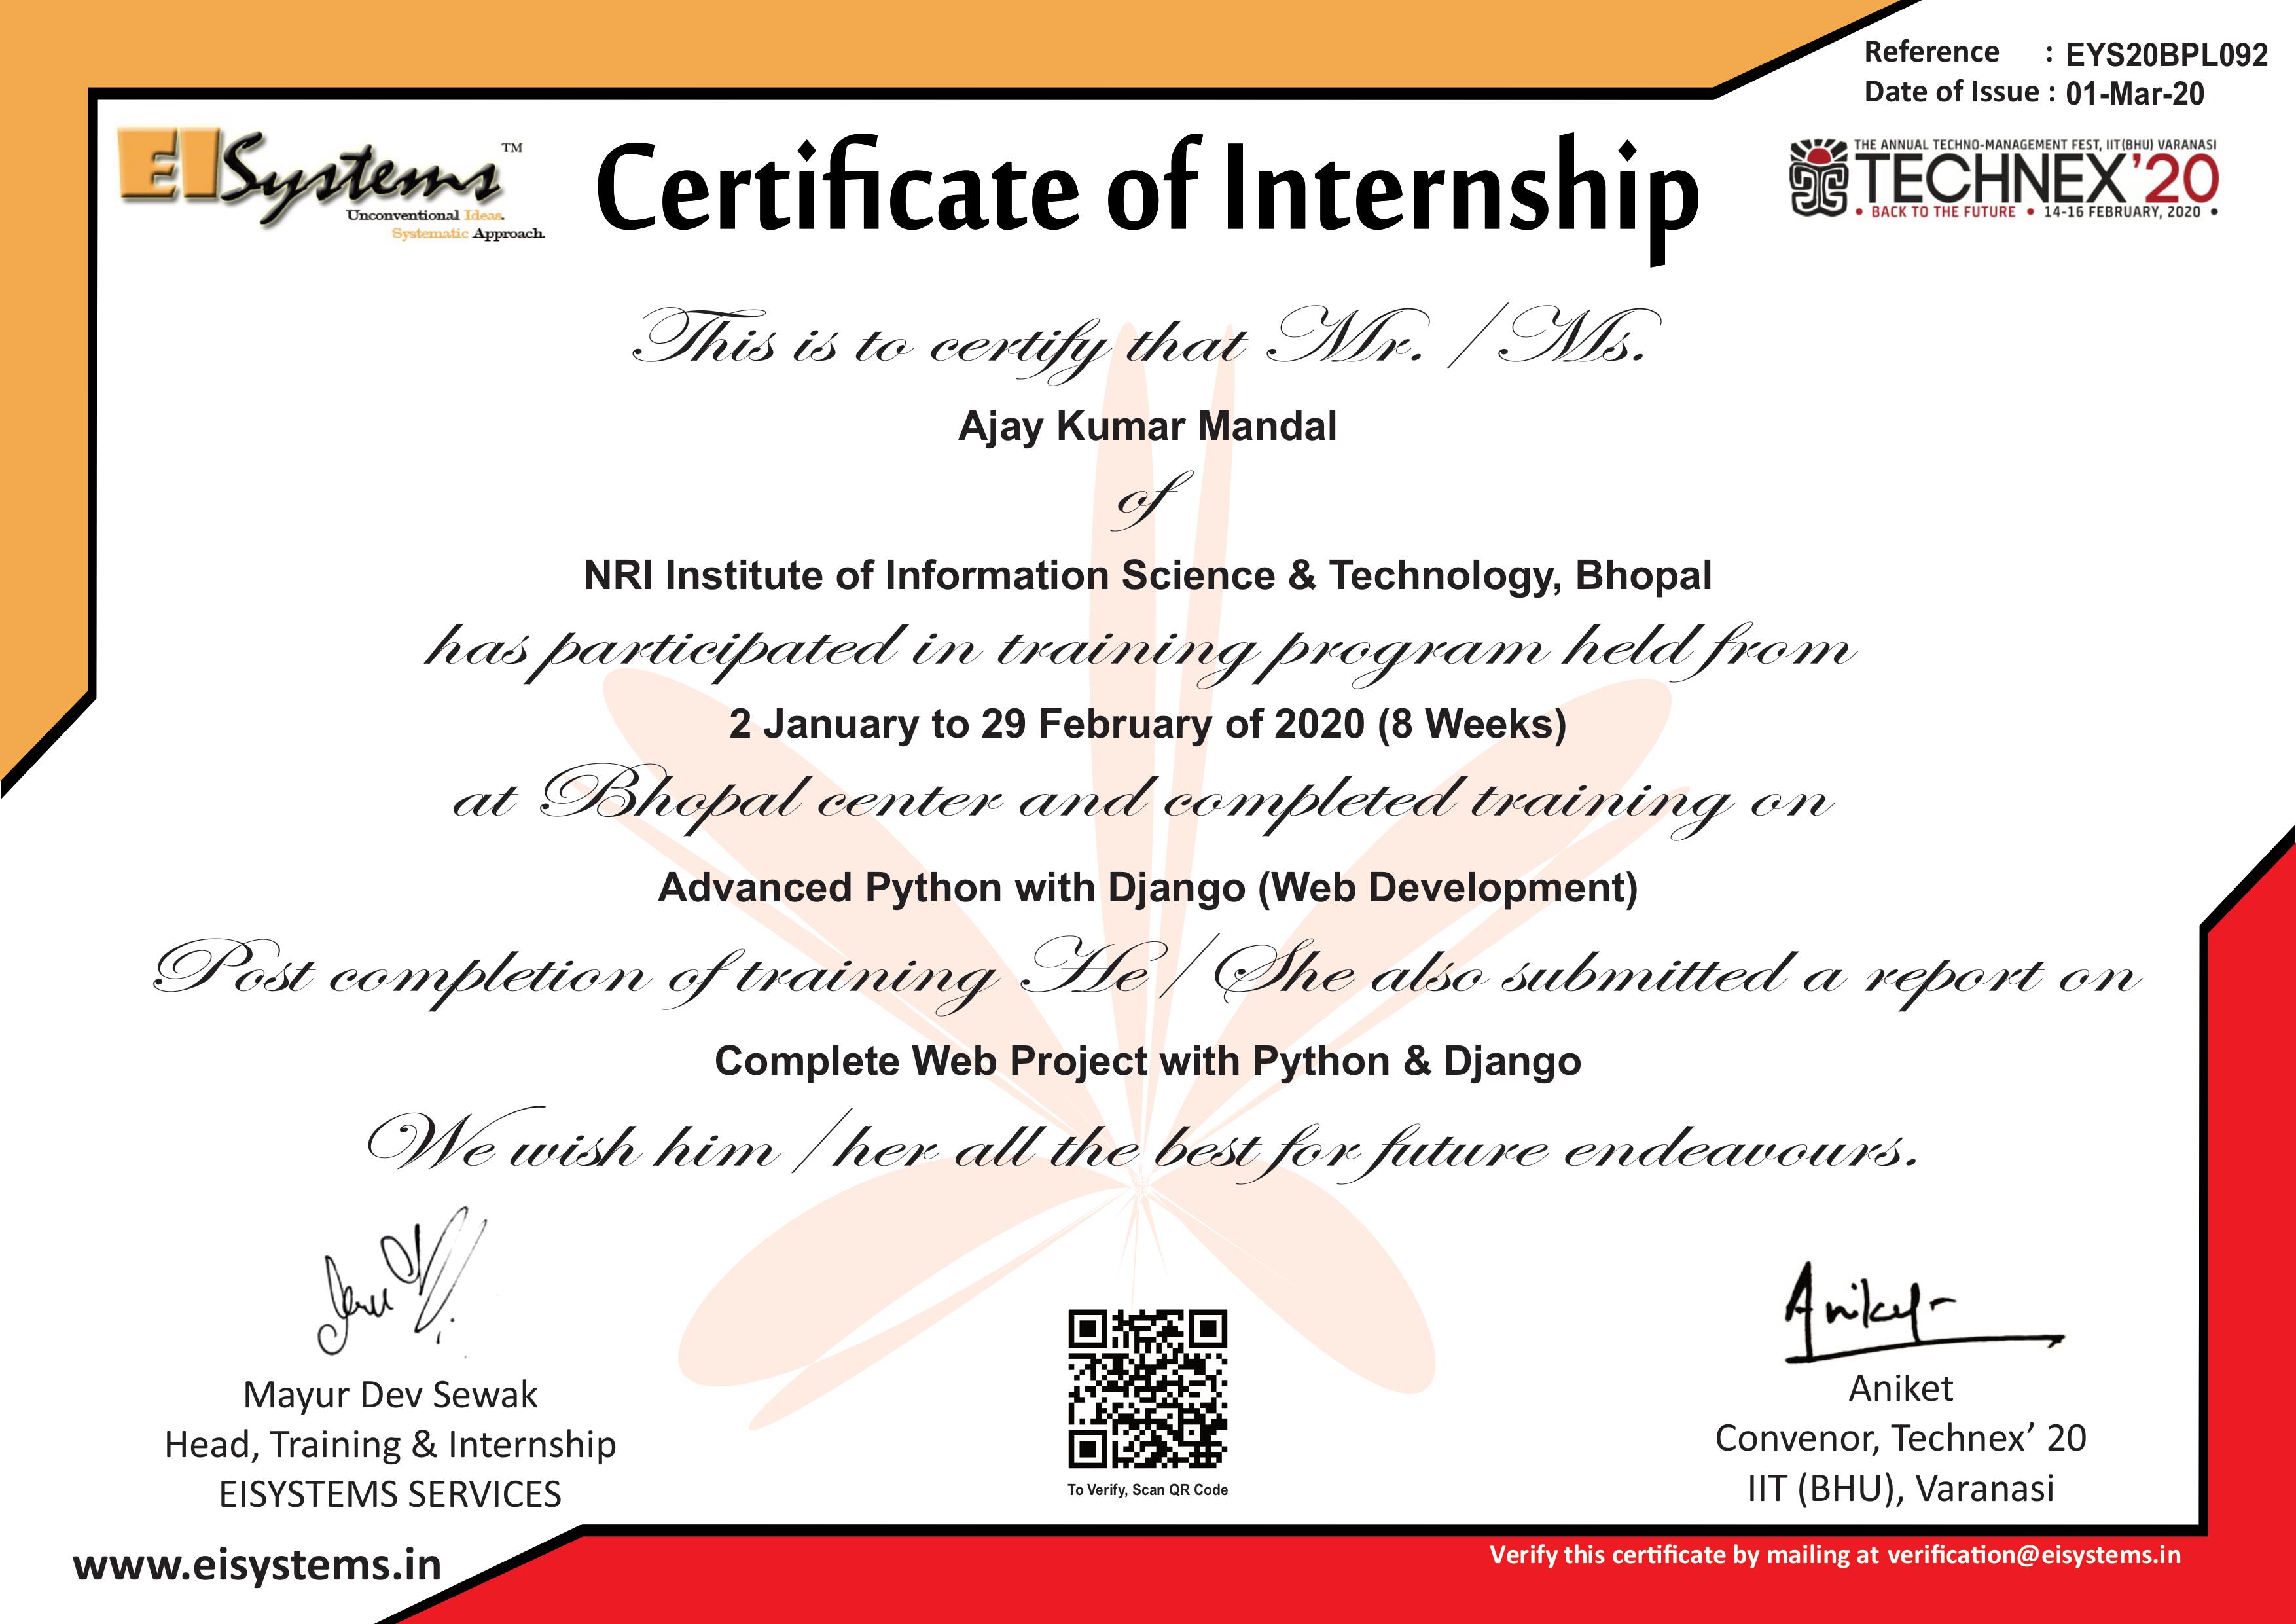 Reference : EYS20BPL092
Date of Issue : 01-Mar-20
EISystems™
Unconventional Ideas.
Systematic Approach.
Certificate of Internship
THE ANNUAL TECHNO-MANAGEMENT FEST, IIT(BHU) VARANASI
TECHNEX'20
• BACK TO THE FUTURE • 14-16 FEBRUARY, 2020 •
This is to certify that Mr. / Ms.
Ajay Kumar Mandal
of
NRI Institute of Information Science & Technology, Bhopal
has participated in training program held from
2 January to 29 February of 2020 (8 Weeks)
at Bhopal center and completed training on
Advanced Python with Django (Web Development)
Post completion of training He / She also submitted a report on
Complete Web Project with Python & Django
We wish him / her all the best for future endeavours.
Aniket
Mayur Dev Sewak
Head, Training & Internship
EISYSTEMS SERVICES
To Verify, Scan QR Code
Aniket
Convenor, Technex’ 20
IIT (BHU), Varanasi
www.eisystems.in
Verify this certificate by mailing at verification@eisystems.in